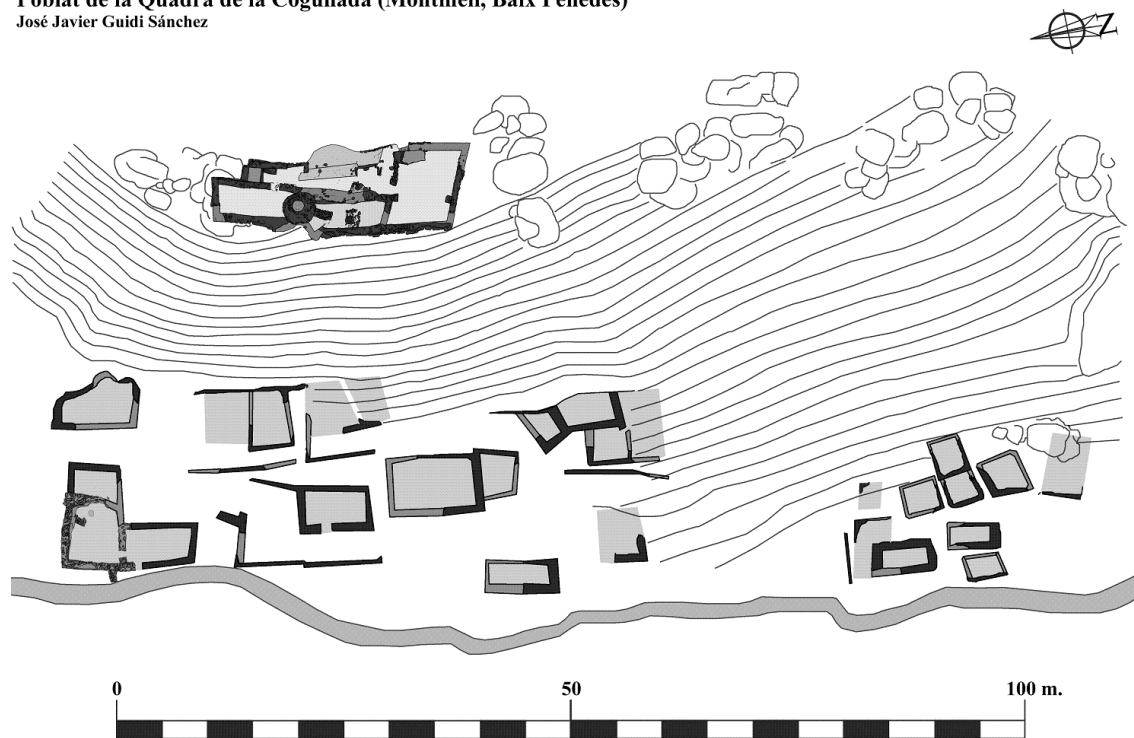 Poblat de la Quadra de la Cogullada (Montmell, Baix Penedès)
José Javier Guidi Sánchez
N
0 50 100 m.